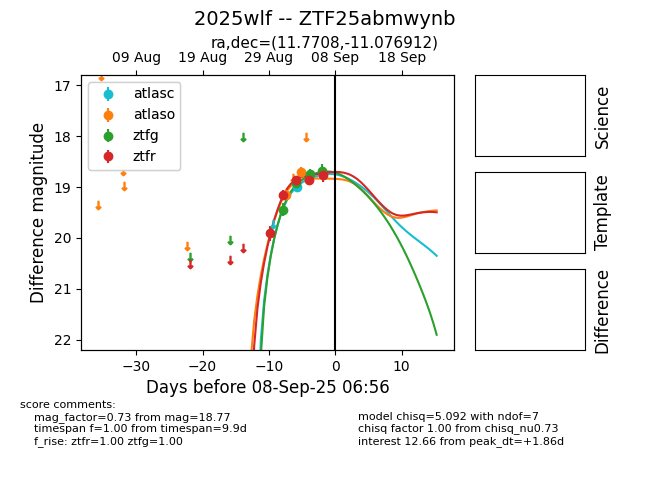 2025wlf -- ZTF25abmwynb
ra,dec=(11.7708,-11.076912)
09 Aug 19 Aug 29 Aug 08 Sep 18 Sep
17
18
19
20
21
22
Difference magnitude
atlasc
atlaso
ztfg
ztfr
−30 −20 −10 0 10
Days before 08-Sep-25 06:56
Science
Template
Difference
score comments:
mag_factor=0.73 from mag=18.77
timespan f=1.00 from timespan=9.9d
f_rise: ztfr=1.00 ztfg=1.00
model chisq=5.092 with ndof=7
chisq factor 1.00 from chisq_nu0.73
interest 12.66 from peak_dt=+1.86d